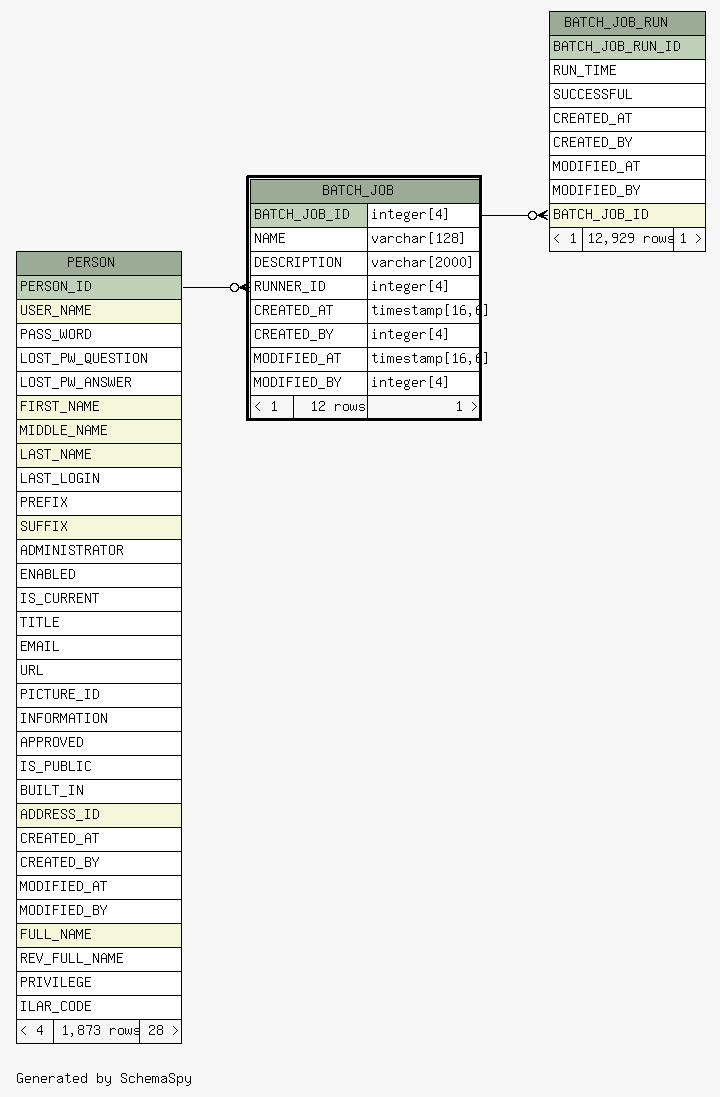 BATCH_JOB_RUN
BATCH_JOB_RUN_ID
RUN_TIME
SUCCESSFUL
CREATED_AT
CREATED_BY
MODIFIED_AT
MODIFIED_BY
BATCH_JOB_ID
< 1 12,929 rows 1 >
BATCH_JOB
BATCH_JOB_ID integer[4]
NAME varchar[128]
DESCRIPTION varchar[2000]
RUNNER_ID integer[4]
CREATED_AT timestamp[16,6]
CREATED_BY integer[4]
MODIFIED_AT timestamp[16,6]
MODIFIED_BY integer[4]
< 1 12 rows 1 >
PERSON
PERSON_ID
USER_NAME
PASS_WORD
LOST_PW_QUESTION
LOST_PW_ANSWER
FIRST_NAME
MIDDLE_NAME
LAST_NAME
LAST_LOGIN
PREFIX
SUFFIX
ADMINISTRATOR
ENABLED
IS_CURRENT
TITLE
EMAIL
URL
PICTURE_ID
INFORMATION
APPROVED
IS_PUBLIC
BUILT_IN
ADDRESS_ID
CREATED_AT
CREATED_BY
MODIFIED_AT
MODIFIED_BY
FULL_NAME
REV_FULL_NAME
PRIVILEGE
ILAR_CODE
< 4 1,873 rows 28 >
Generated by SchemaSpy